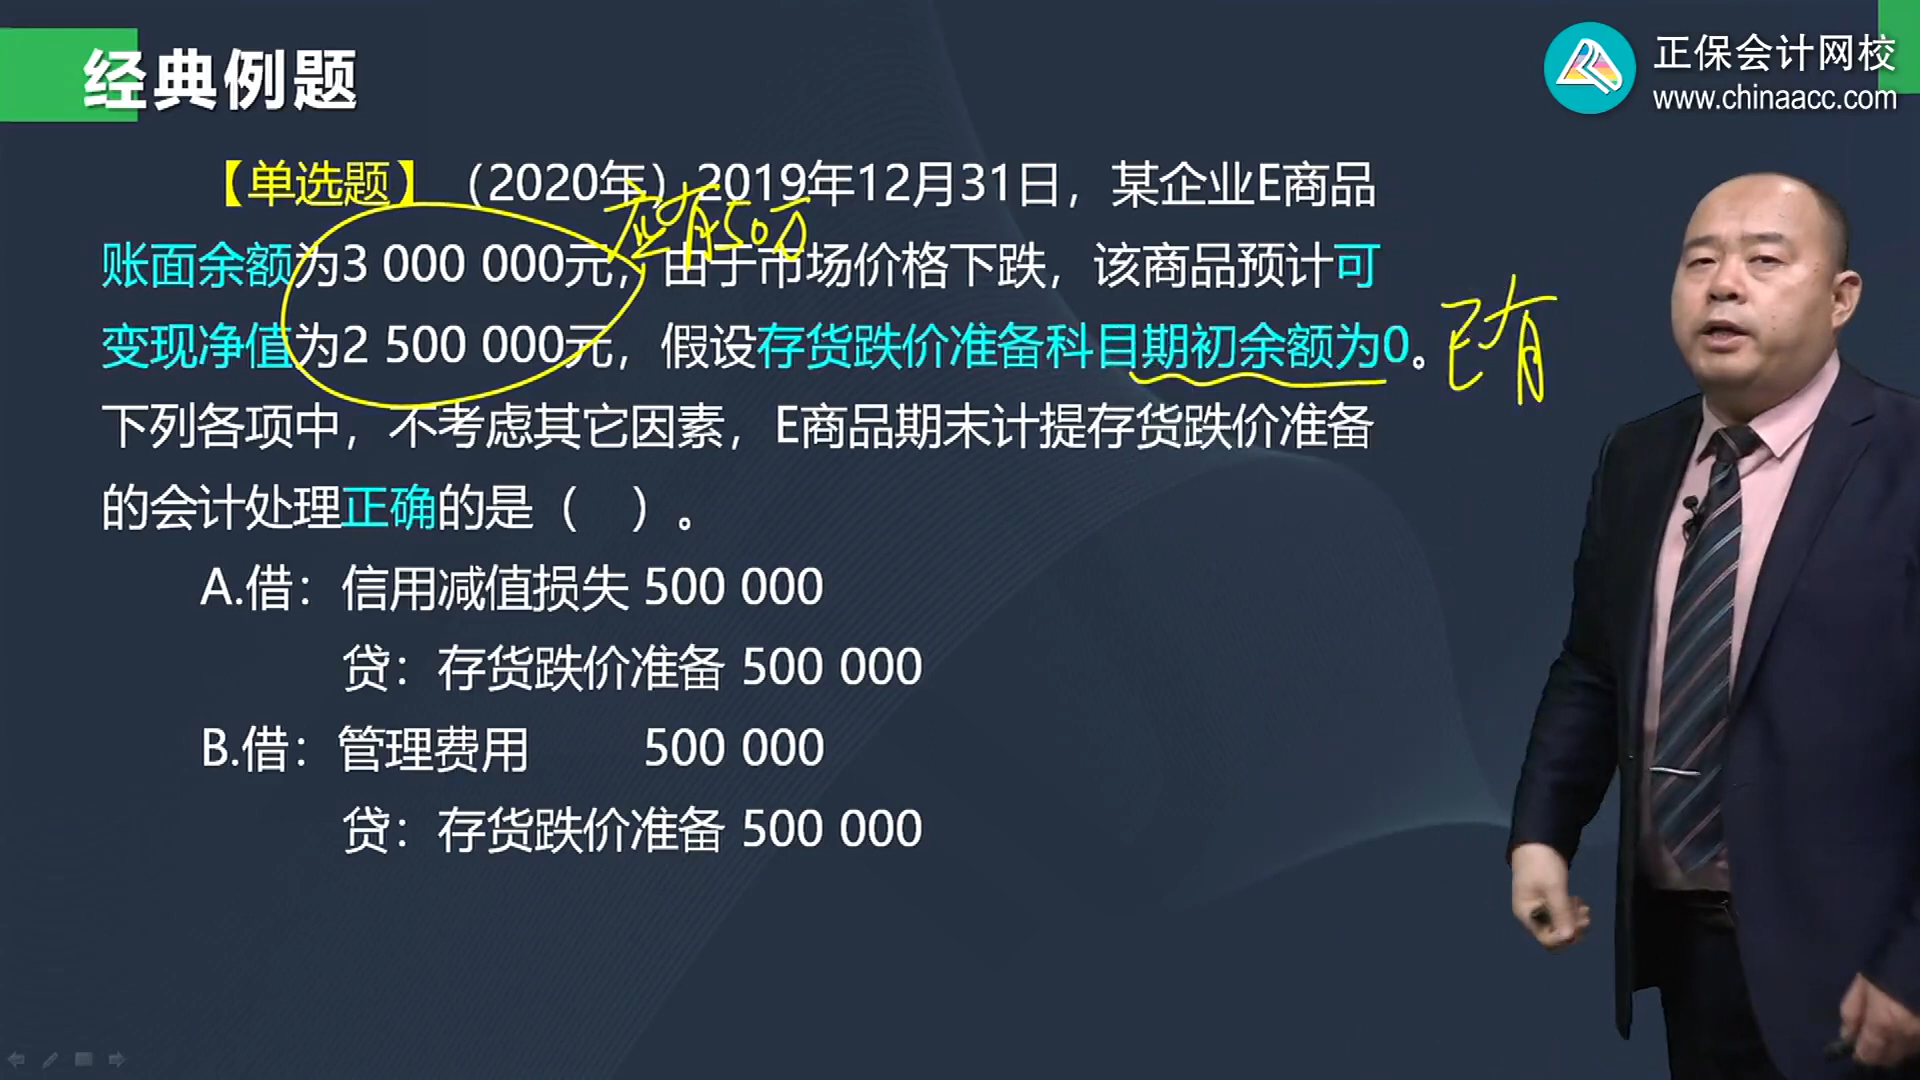 经典例题
正保会计网校
www.chinaacc.com
【单选题】（2020年）2019年12月31日，某企业E商品
应有50万
账面余额为3 000 000元，由于市场价格下跌，该商品预计可
变现净值为2 500 000元，假设存货跌价准备科目期初余额为0。
已有
下列各项中，不考虑其它因素，E商品期末计提存货跌价准备
的会计处理正确的是（ ）。
A.借：信用减值损失 500 000
贷：存货跌价准备 500 000
B.借：管理费用 500 000
贷：存货跌价准备 500 000